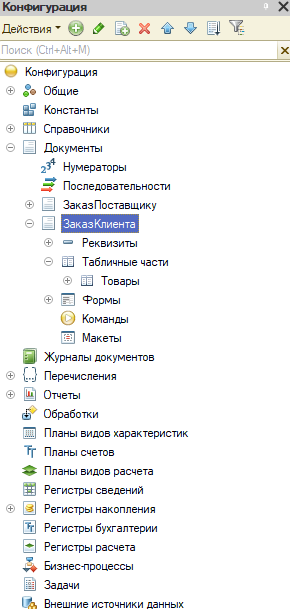 Конфигурация
Действия
Поиск (Ctrl+Alt+M)
Конфигурация
Общие
Константы
Справочники
Документы
Нумераторы
Последовательности
ЗаказПоставщику
ЗаказКлиента
Реквизиты
Табличные части
Товары
Формы
Команды
Макеты
Журналы документов
Перечисления
Отчеты
Обработки
Планы видов характеристик
Планы счетов
Планы видов расчета
Регистры сведений
Регистры накопления
Регистры бухгалтерии
Регистры расчета
Бизнес-процессы
Задачи
Внешние источники данных